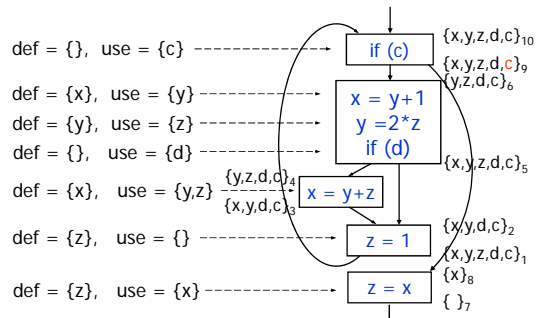 {x,y,z,d,c}10
def = {}, use = {c} if (c)
{x,y,z,d,c}9
{y,z,d,c}6
def = {x}, use = {y} x = y+1
def = {y}, use = {z} y =2*z
def = {}, use = {d} if (d)
{x,y,z,d,c}5
{y,z,d,c}4
def = {x}, use = {y,z} x = y+z
{x,y,d,c}3
{x,y,d,c}2
def = {z}, use = {} z = 1
{x,y,z,d,c}1
{x}8
def = {z}, use = {x} z = x
{ }7